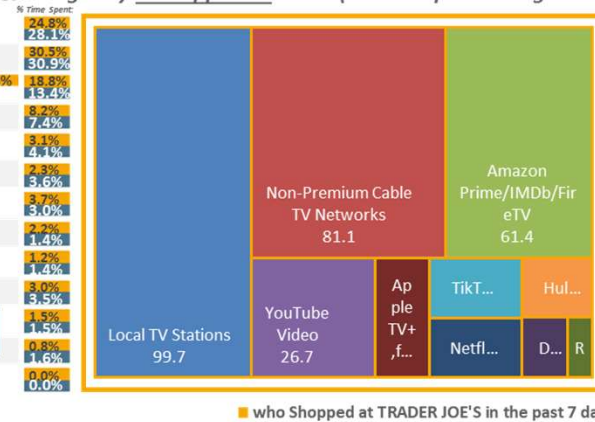 % Time Spent:
24.8%
28.1%
30.5%
30.9%
% 18.8%
13.4%
8.2%
7.4%
3.1%
4.1%
2.3%
3.6%
3.7%
3.0%
2.2%
1.4%
1.2%
1.4%
3.0%
3.5%
1.5%
1.5%
0.8%
1.6%
0.0%
0.0%
Local TV Stations
99.7
Non-Premium Cable
TV Networks
81.1
Amazon
Prime/IMDb/Fir
eTV
61.4
YouTube
Video
26.7
Ap
ple
TV+
,f...
TikT...
Hul...
Netfl...
D...
R
who Shopped at TRADER JOE'S in the past 7 da